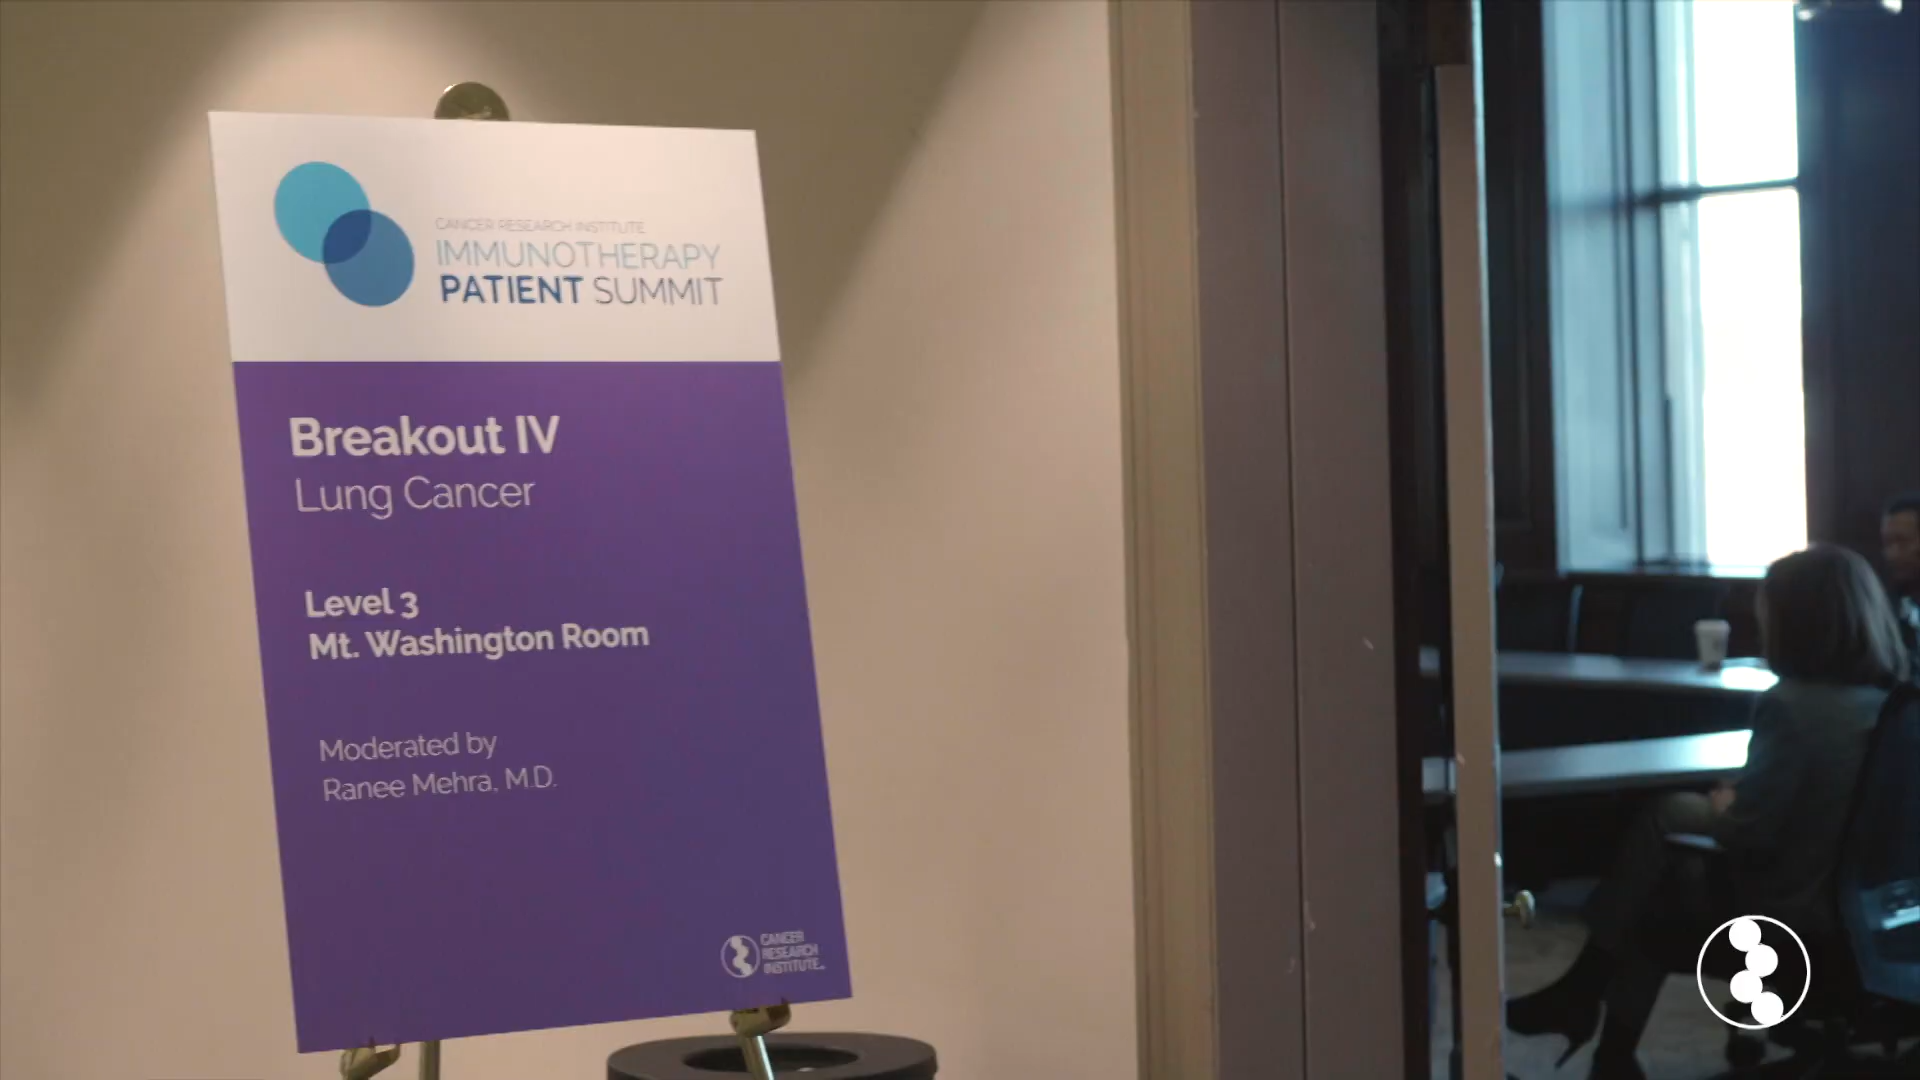 CANCER RESEARCH INSTITUTE
IMMUNOTHERAPY
PATIENT SUMMIT
Breakout IV
Lung Cancer
Level 3
Mt. Washington Room
Moderated by
Ranee Mehra, M.D.
CANCER
RESEARCH
INSTITUTE